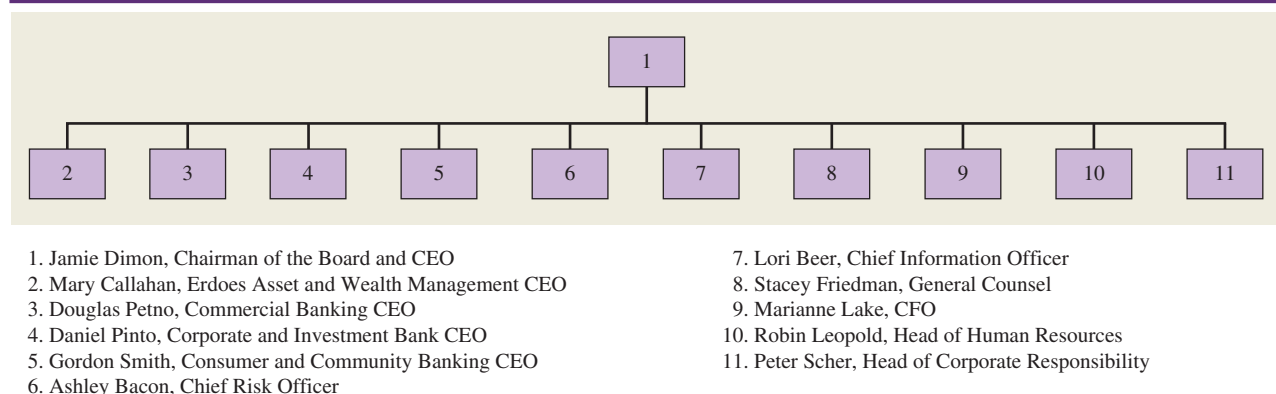 1
2 3 4 5 6 7 8 9 10 11
1. Jamie Dimon, Chairman of the Board and CEO
2. Mary Callahan, Erdoes Asset and Wealth Management CEO
3. Douglas Petno, Commercial Banking CEO
4. Daniel Pinto, Corporate and Investment Bank CEO
5. Gordon Smith, Consumer and Community Banking CEO
6. Ashley Bacon, Chief Risk Officer
7. Lori Beer, Chief Information Officer
8. Stacey Friedman, General Counsel
9. Marianne Lake, CFO
10. Robin Leopold, Head of Human Resources
11. Peter Scher, Head of Corporate Responsibility